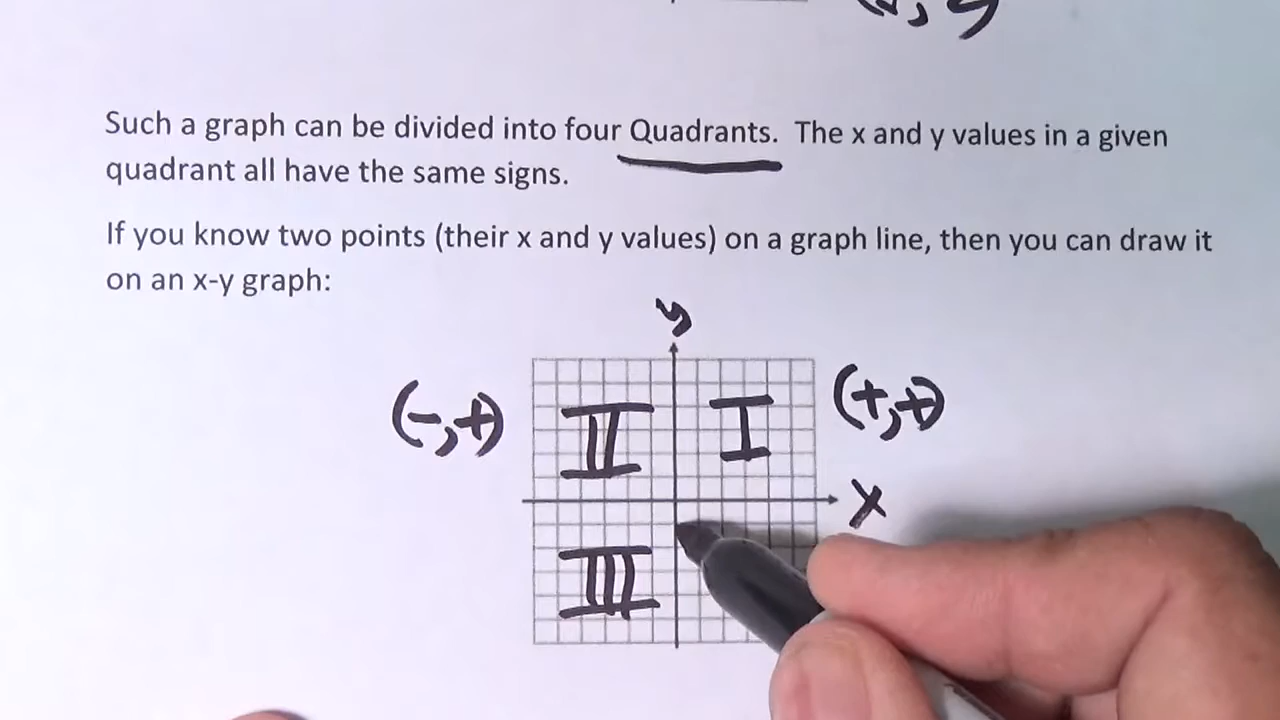 Such a graph can be divided into four Quadrants. The x and y values in a given
quadrant all have the same signs.
If you know two points (their x and y values) on a graph line, then you can draw it
on an x-y graph:
y
(-,+) II I (+,+)
x
III